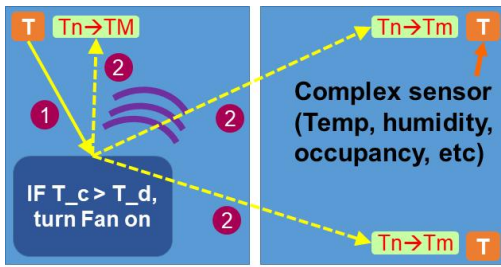 T Tn→TM
2
1
IF T_c > T_d,
turn Fan on
2
2
Tn→Tm T
Complex sensor
(Temp, humidity,
occupancy, etc)
Tn→Tm T